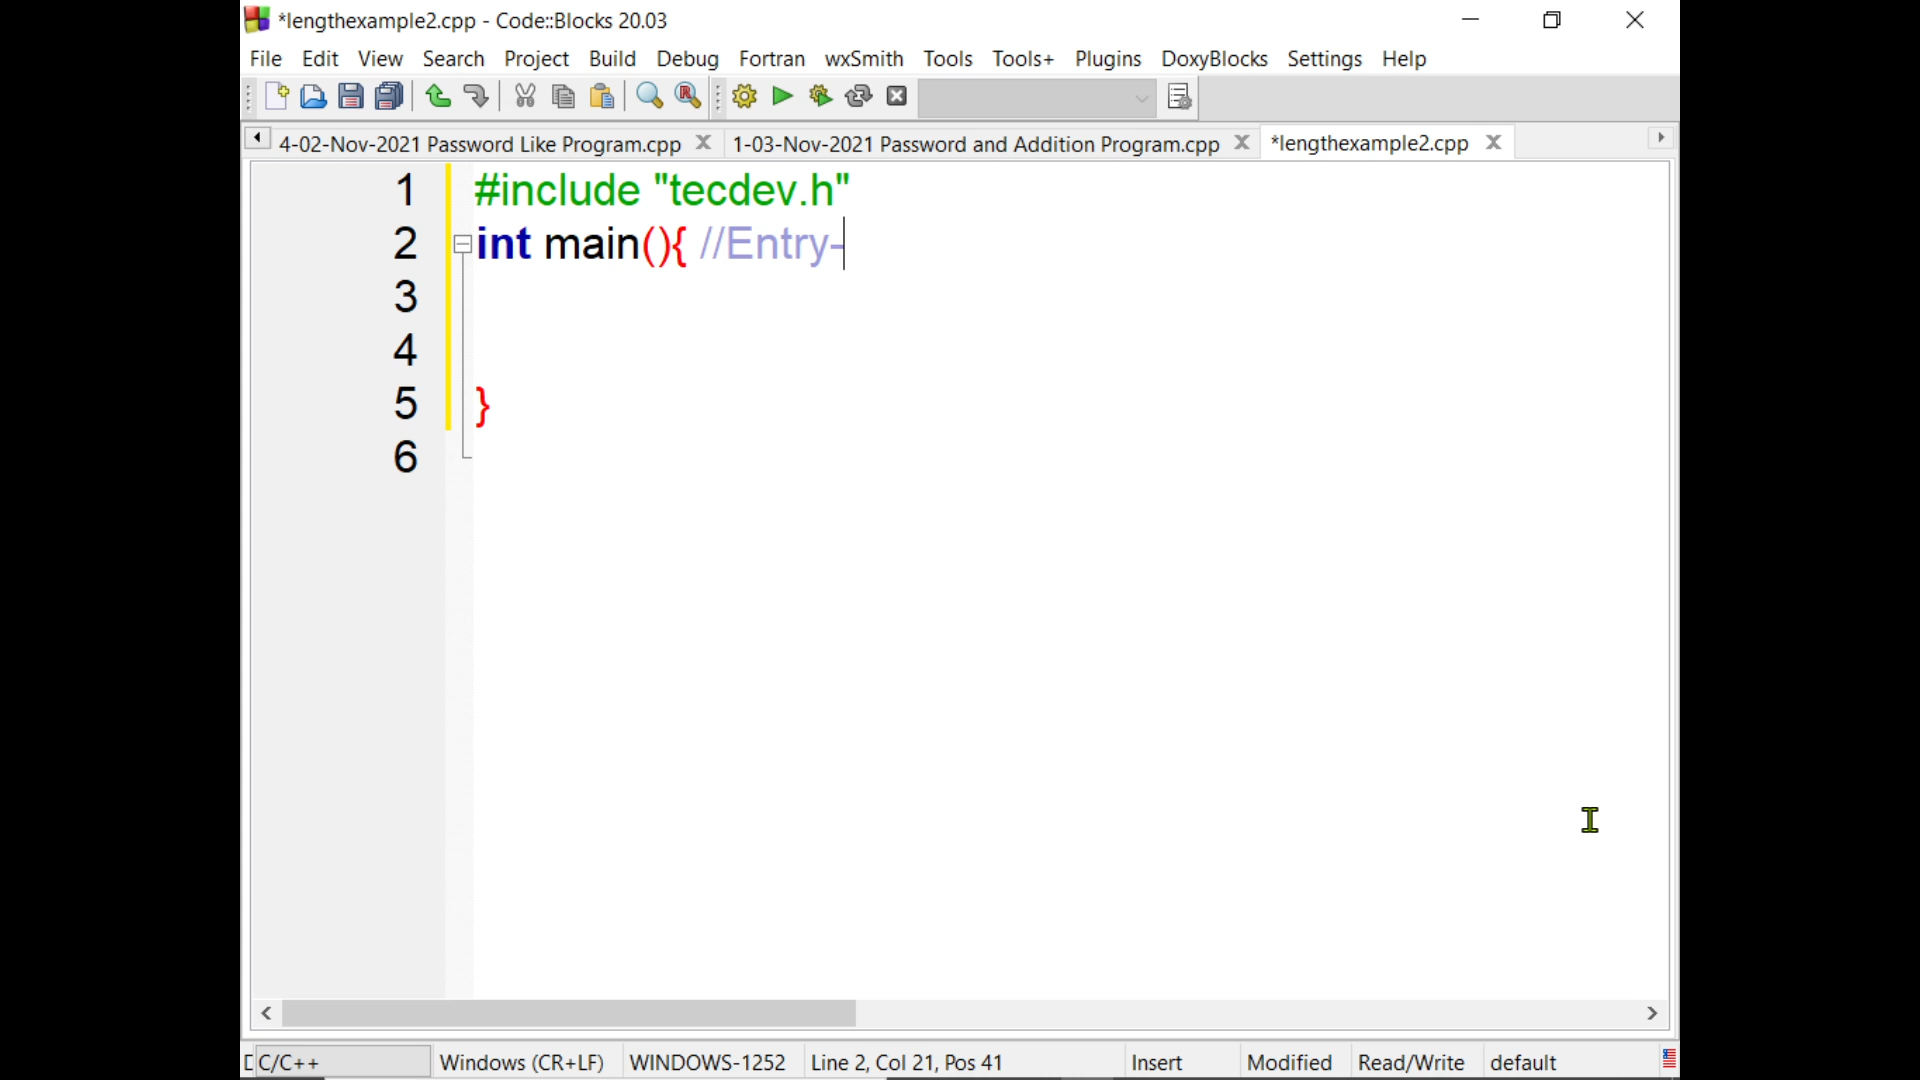 *lengthexample2.cpp - Code::Blocks 20.03
File Edit View Search Project Build Debug Fortran wxSmith Tools Tools+ Plugins DoxyBlocks Settings Help
4-02-Nov-2021 Password Like Program.cpp 1-03-Nov-2021 Password and Addition Program.cpp *lengthexample2.cpp
1 #include "tecdev.h"
2 int main(){ //Entry-
3
4
5 }
6
C/C++ Windows (CR+LF) WINDOWS-1252 Line 2, Col 21, Pos 41 Insert Modified Read/Write default